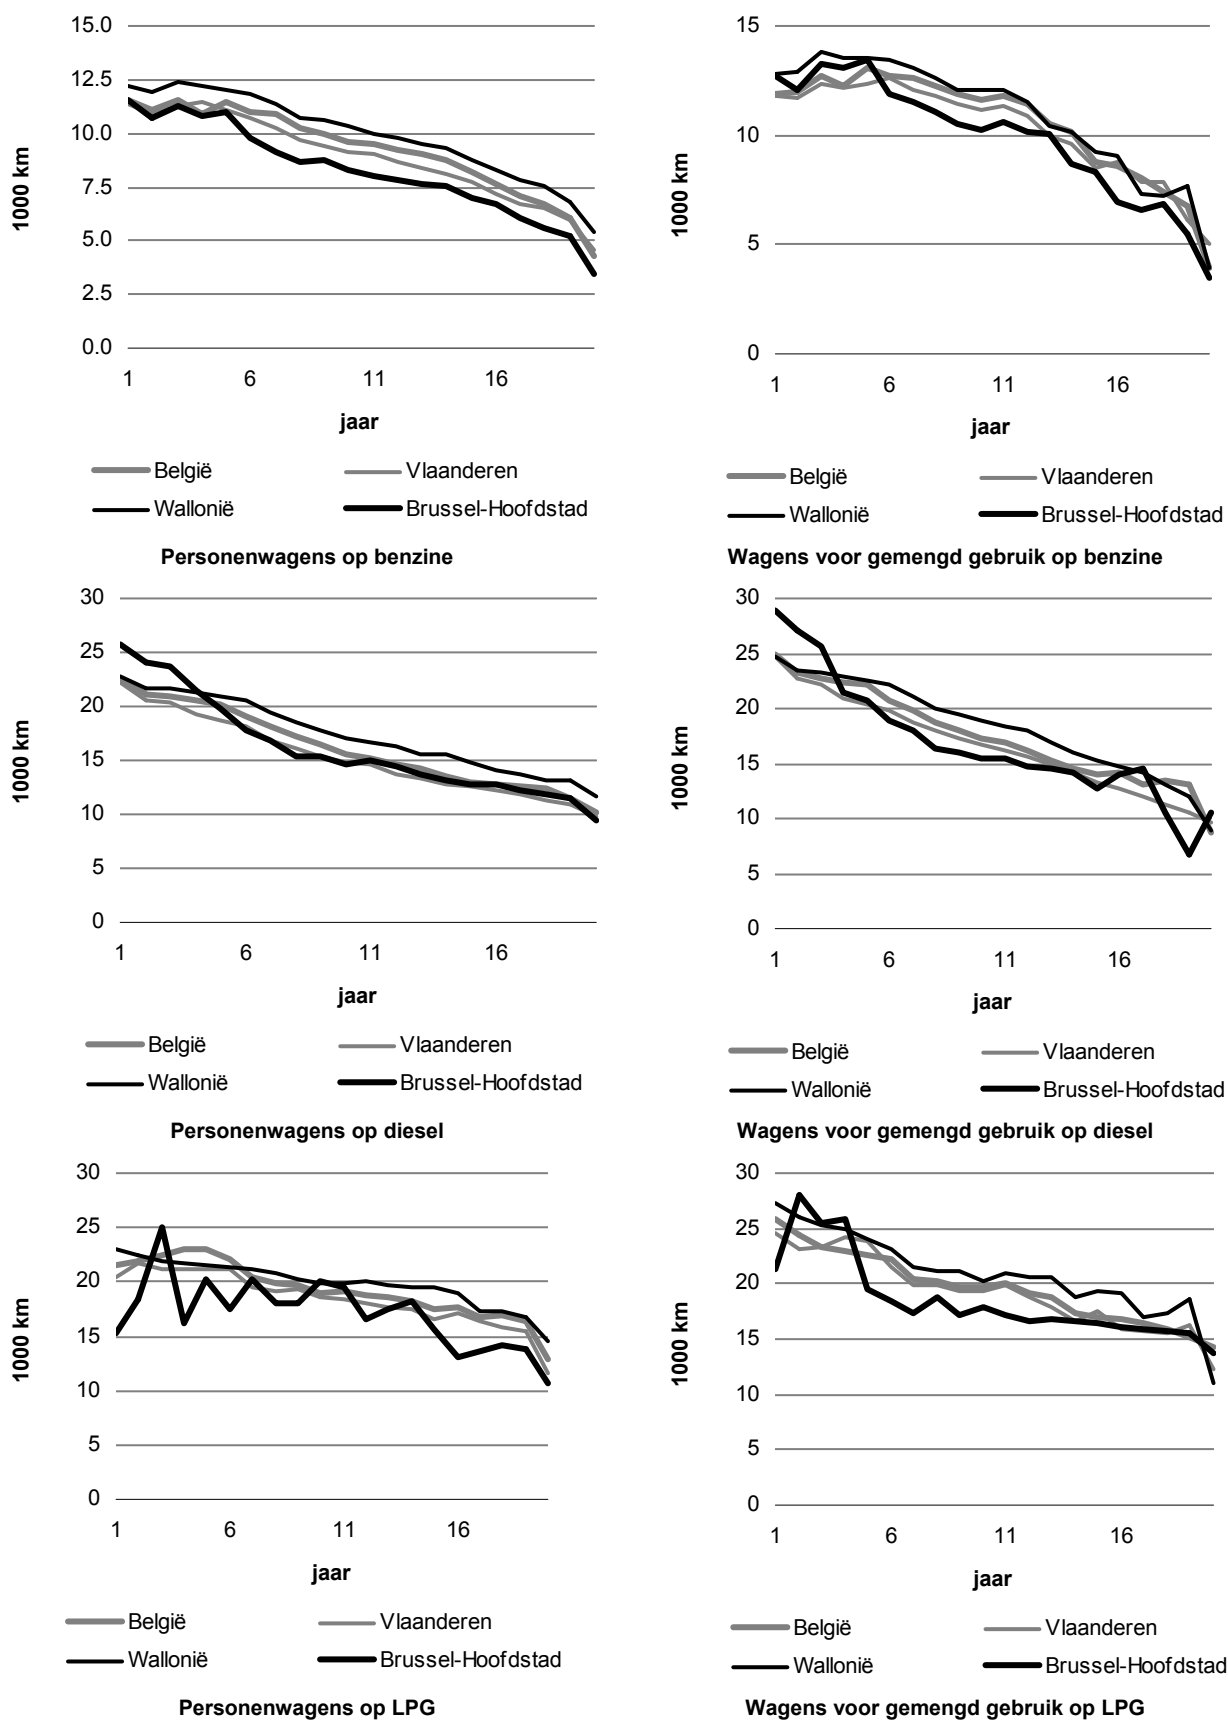 15.0
12.5
10.0
7.5
5.0
2.5
0.0
1000 km
1 6 11 16
jaar
België Vlaanderen
Wallonië Brussel-Hoofdstad
Personenwagens op benzine
15
10
5
0
1000 km
1 6 11 16
jaar
België Vlaanderen
Wallonië Brussel-Hoofdstad
Wagens voor gemengd gebruik op benzine
30
25
20
15
10
5
0
1000 km
1 6 11 16
jaar
België Vlaanderen
Wallonië Brussel-Hoofdstad
Personenwagens op diesel
30
25
20
15
10
5
0
1000 km
1 6 11 16
jaar
België Vlaanderen
Wallonië Brussel-Hoofdstad
Wagens voor gemengd gebruik op diesel
30
25
20
15
10
5
0
1000 km
1 6 11 16
jaar
België Vlaanderen
Wallonië Brussel-Hoofdstad
Personenwagens op LPG
30
25
20
15
10
5
0
1000 km
1 6 11 16
jaar
België Vlaanderen
Wallonië Brussel-Hoofdstad
Wagens voor gemengd gebruik op LPG